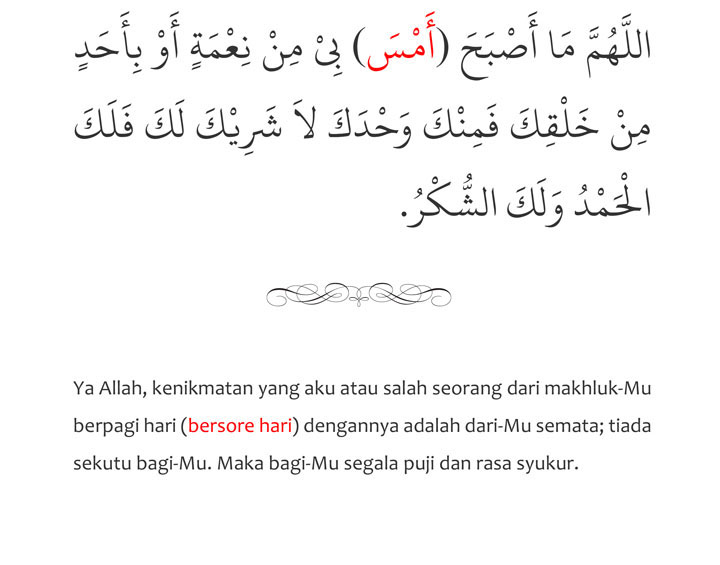 اللَّهُمَّ مَا أَصْبَحَ (أَمْسَ) بِيْ مِنْ نِعْمَةٍ أَوْ بِأَحَدٍ
مِنْ خَلْقِكَ فَمِنْكَ وَحْدَكَ لاَ شَرِيْكَ لَكَ فَلَكَ
الْحَمْدُ وَلَكَ الشُّكْرُ.
Ya Allah, kenikmatan yang aku atau salah seorang dari makhluk-Mu
berpagi hari (bersore hari) dengannya adalah dari-Mu semata; tiada
sekutu bagi-Mu. Maka bagi-Mu segala puji dan rasa syukur.